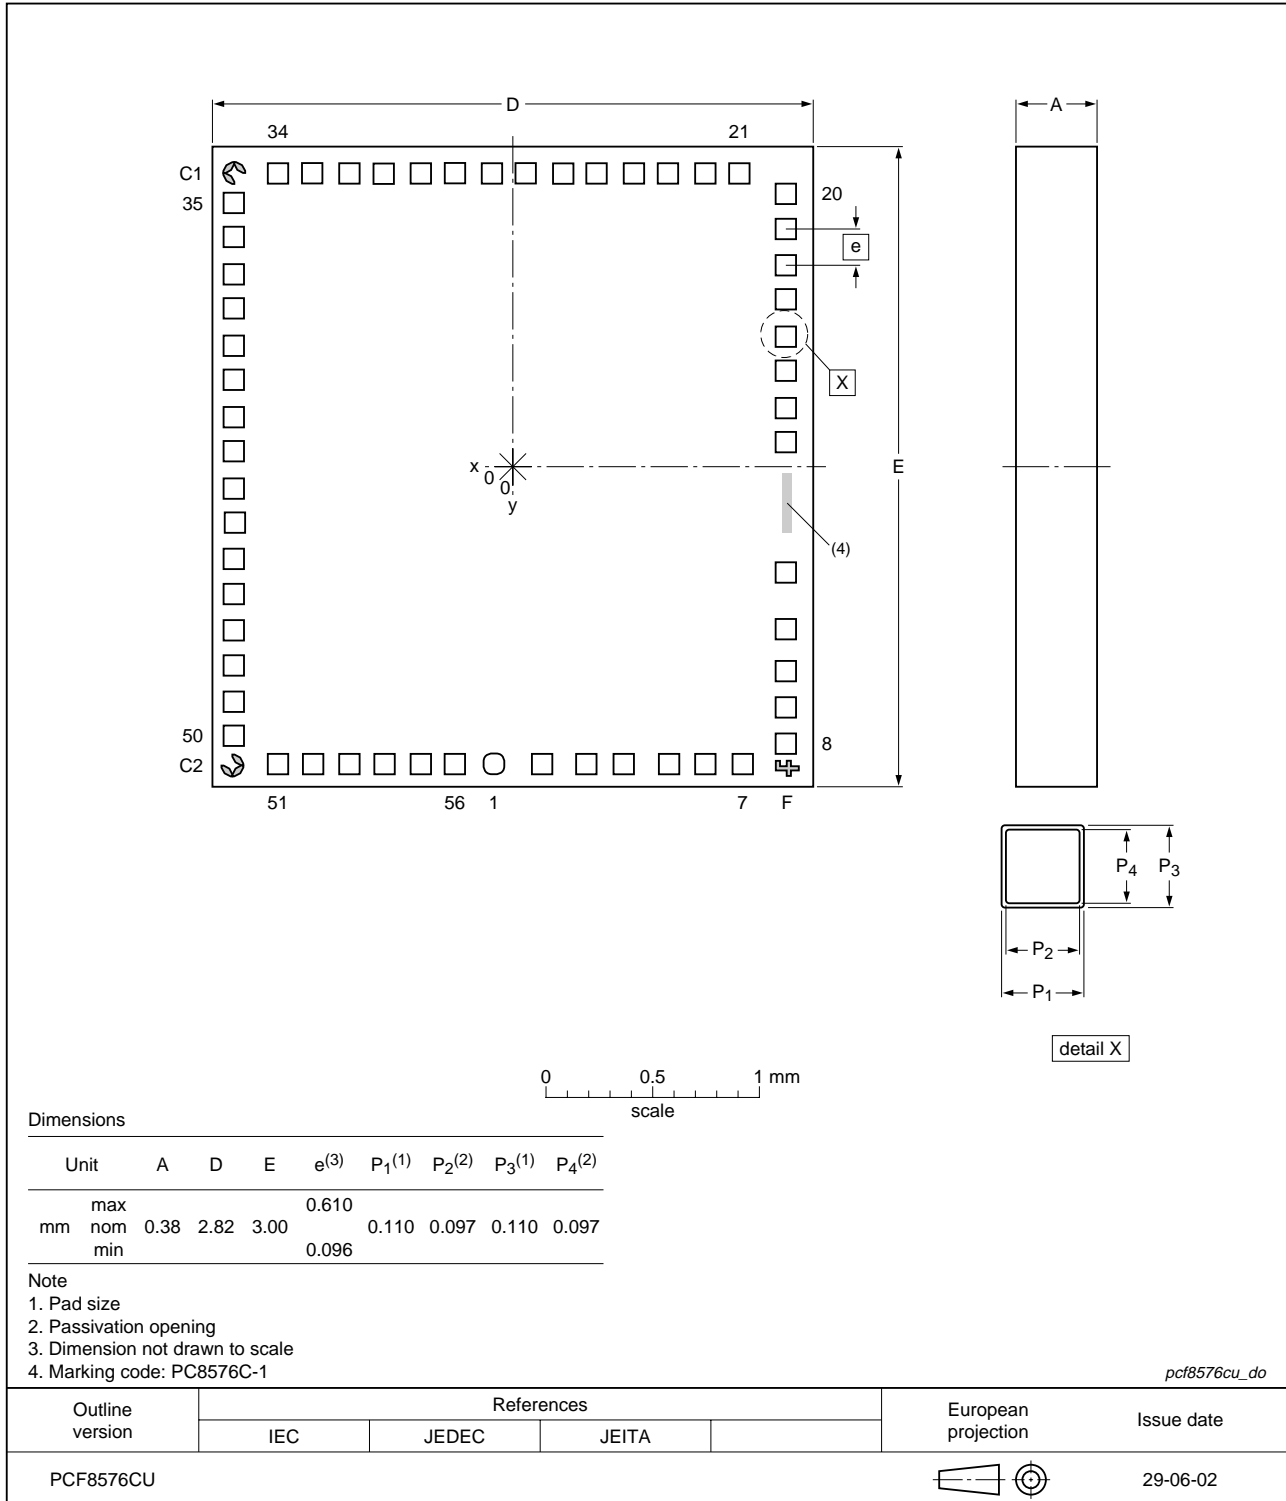 D
A
34
21
C1
35
20
e
X
E
x
0
0
y
(4)
50
C2
8
51
56
1
7
F
P4
P3
P2
P1
detail X
0
0.5
1 mm
scale
Dimensions
Unit A D E e(3) P1(1) P2(2) P3(1) P4(2)
max 0.610
mm nom 0.38 2.82 3.00 0.110 0.097 0.110 0.097
min 0.096
Note
1. Pad size
2. Passivation opening
3. Dimension not drawn to scale
4. Marking code: PC8576C-1
pcf8576cu_do
Outline version
References
European projection
Issue date
IEC
JEDEC
JEITA
PCF8576CU
29-06-02